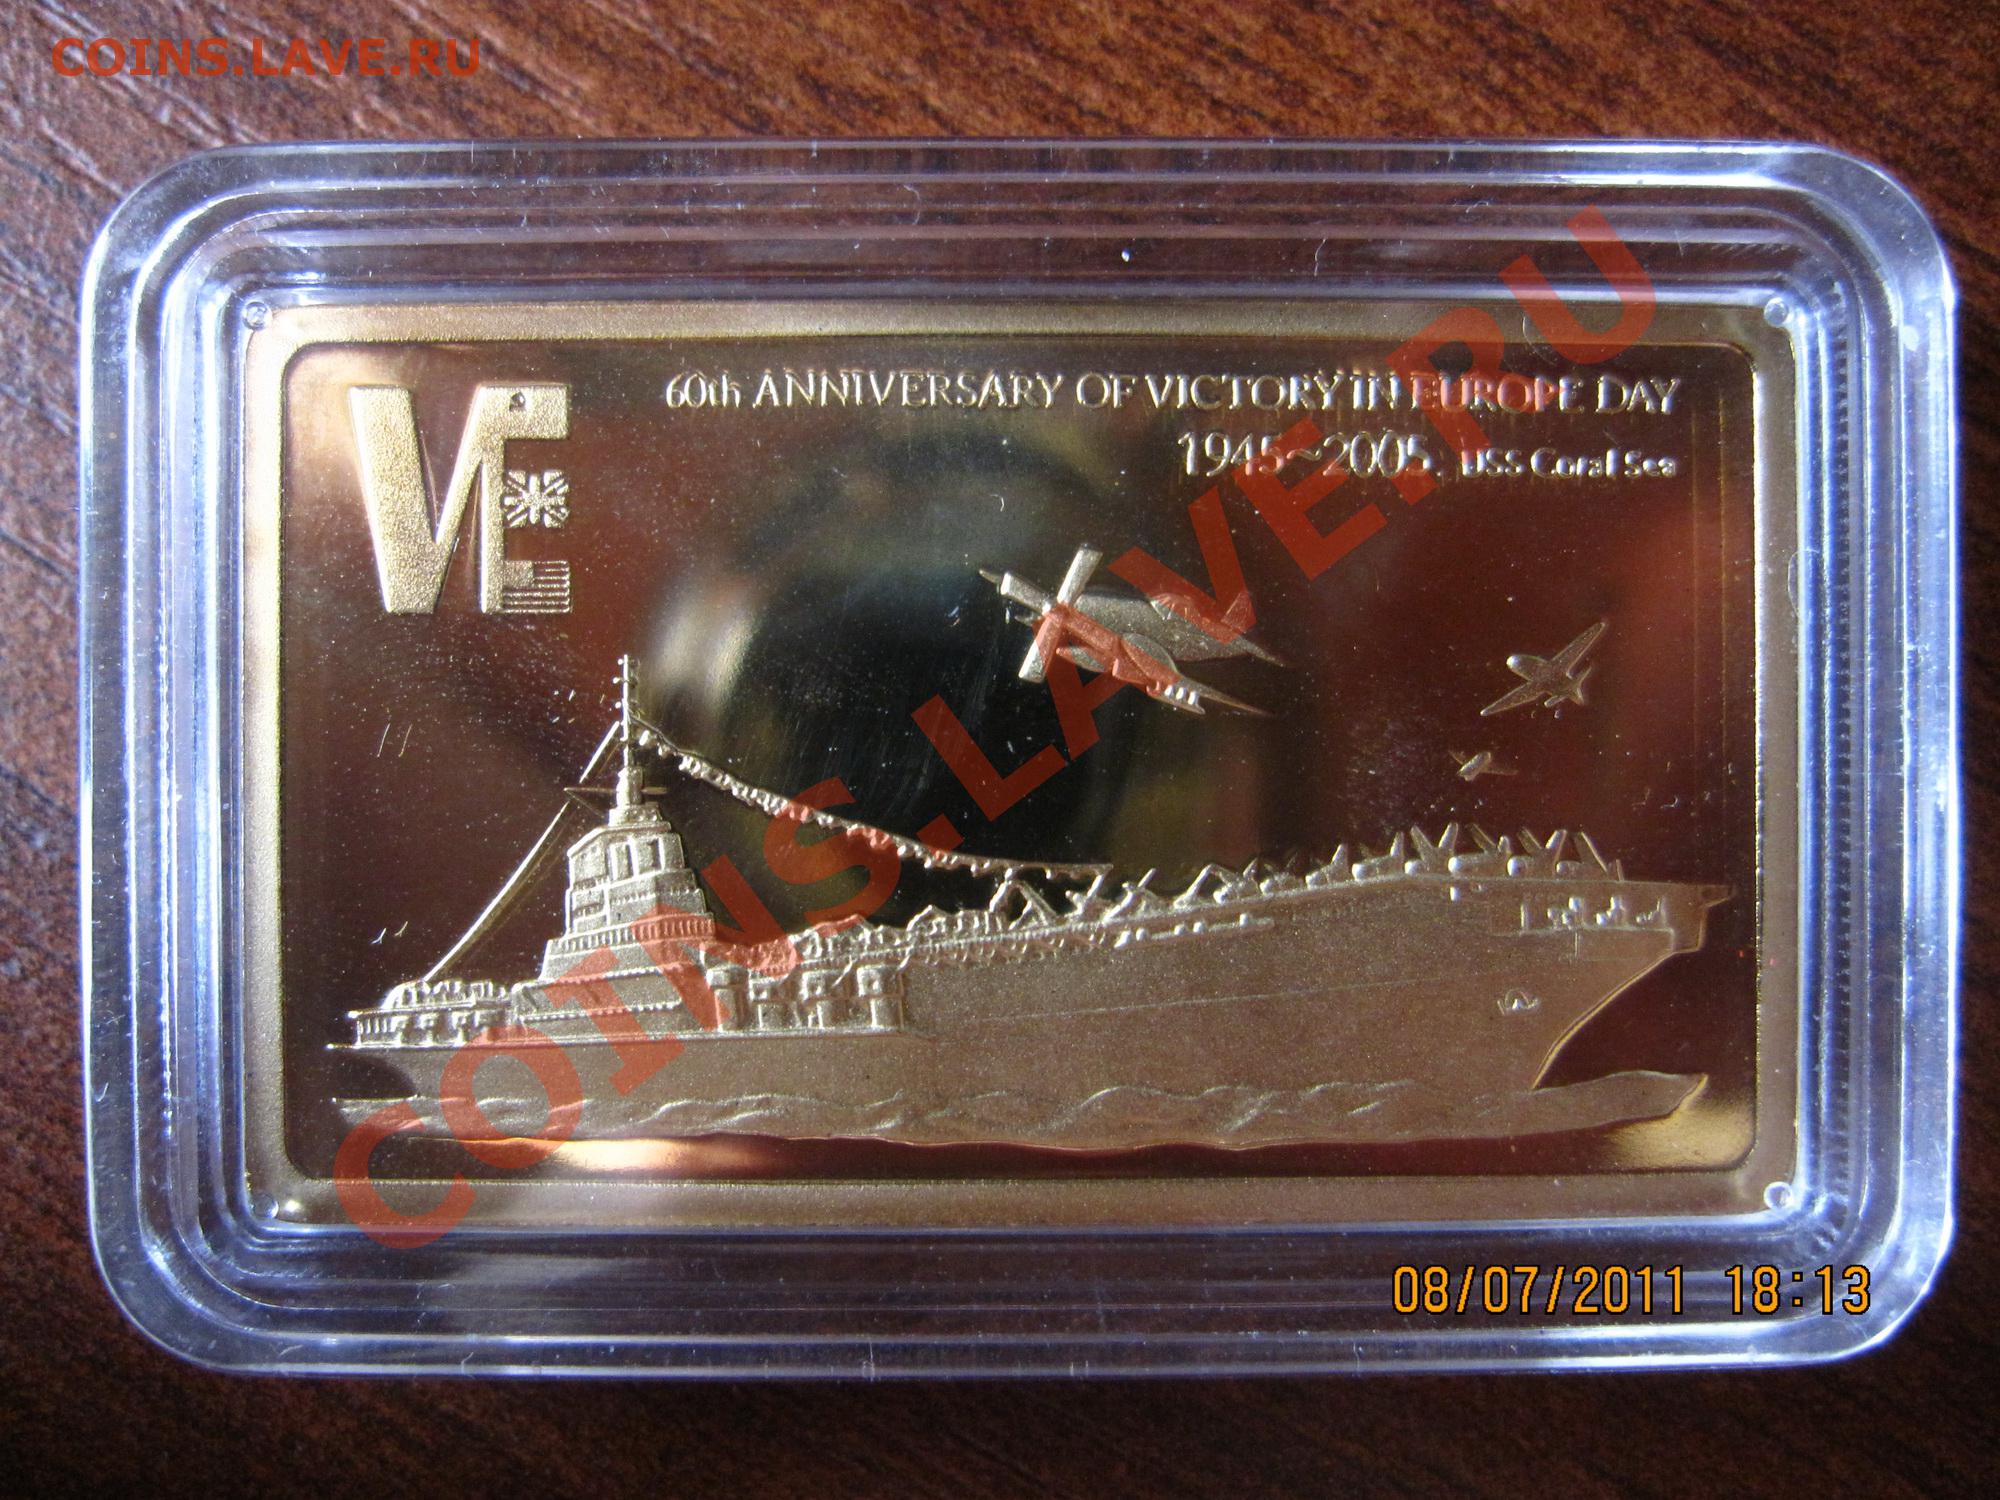 COINS.LAVE.RU
VE
60th ANNIVERSARY OF VICTORY IN EUROPE DAY
1945~2005, USS Coral Sea
COINS.LAVE.RU
08/07/2011 18:13